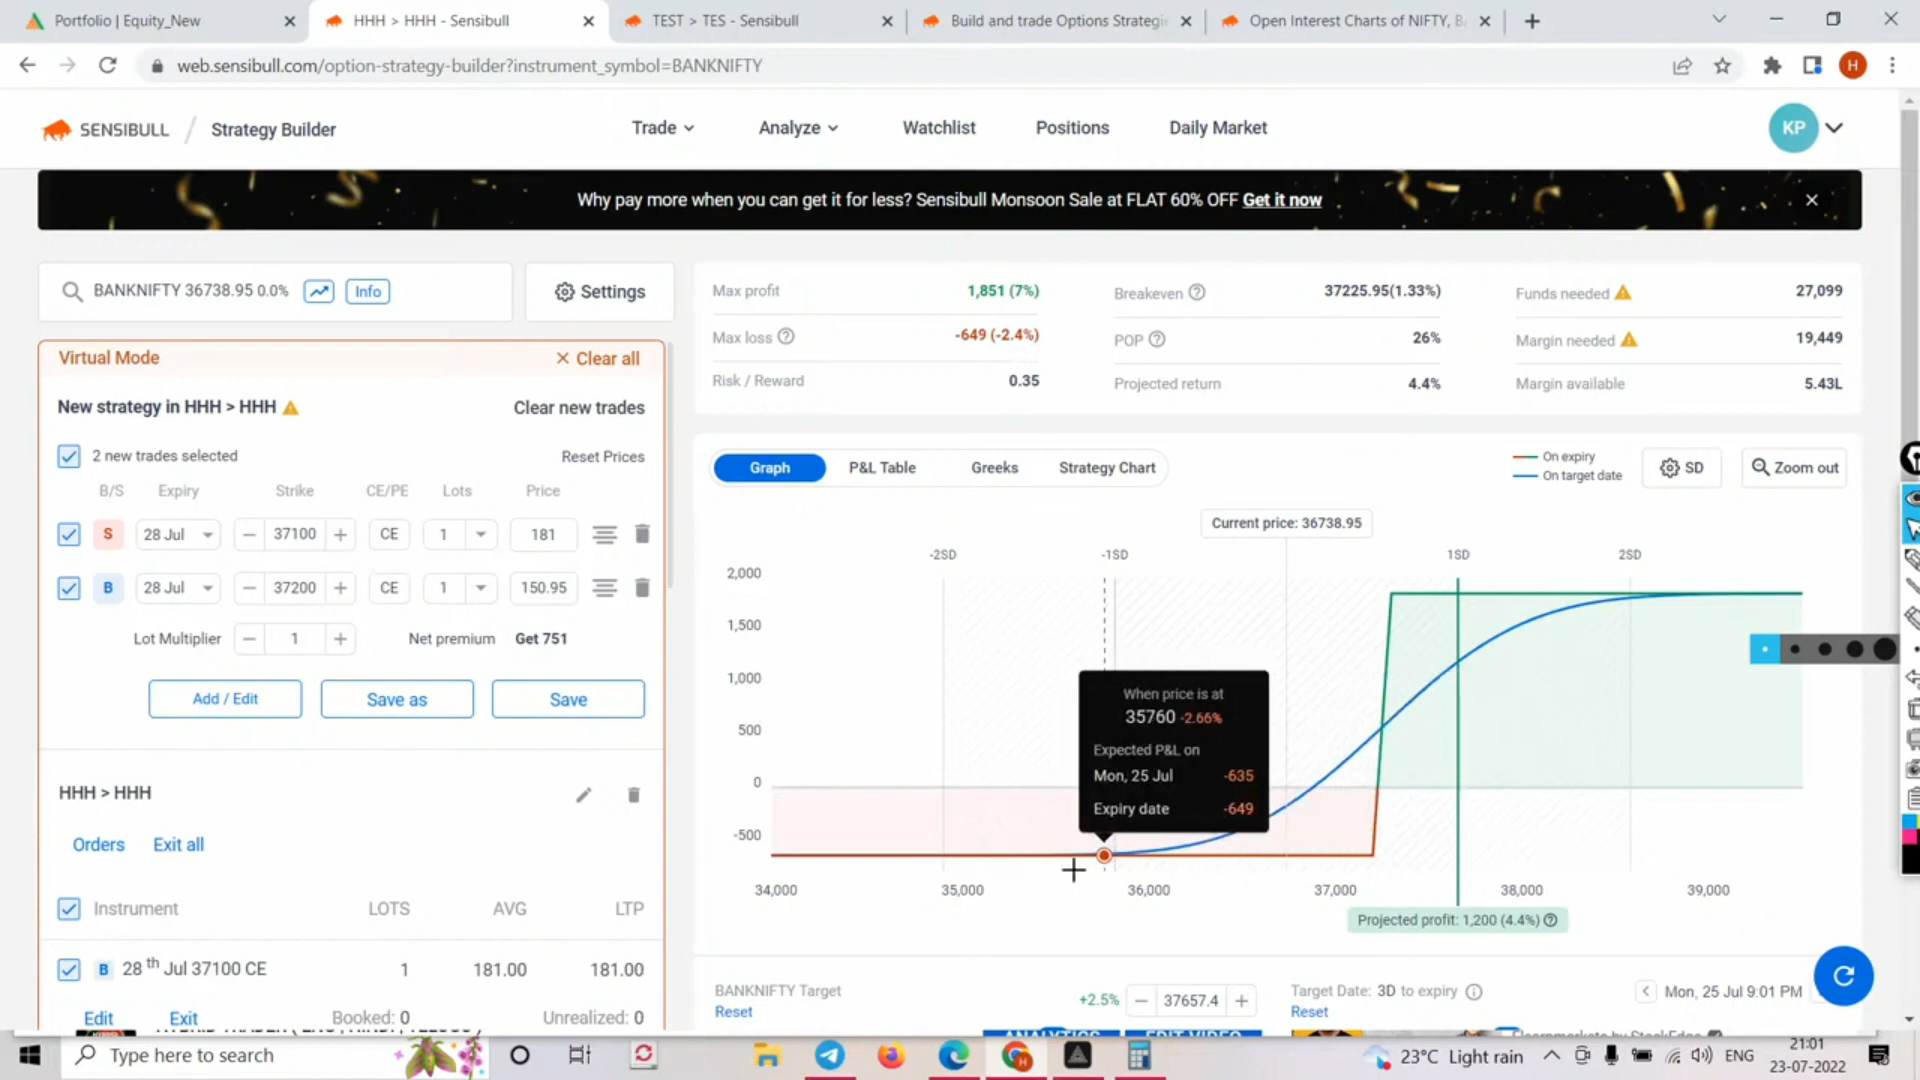 Portfolio | Equity_New
HHH > HHH - Sensibull
TEST > TES - Sensibull
Build and trade Options Strategi
Open Interest Charts of NIFTY, B
web.sensibull.com/option-strategy-builder?instrument_symbol=BANKNIFTY
H
SENSIBULL / Strategy Builder
Trade
Analyze
Watchlist
Positions
Daily Market
KP
Why pay more when you can get it for less? Sensibull Monsoon Sale at FLAT 60% OFF Get it now
BANKNIFTY 36738.95 0.0%
Info
Settings
Max profit 1,851 (7%)
Breakeven 37225.95(1.33%)
Funds needed 27,099
Max loss -649 (-2.4%)
POP 26%
Margin needed 19,449
Risk / Reward 0.35
Projected return 4.4%
Margin available 5.43L
Virtual Mode
Clear all
New strategy in HHH > HHH
Clear new trades
2 new trades selected
Reset Prices
B/S Expiry Strike CE/PE Lots Price
S 28 Jul 37100 CE 1 181
B 28 Jul 37200 CE 1 150.95
Lot Multiplier 1 Net premium Get 751
Add / Edit
Save as
Save
HHH > HHH
Orders
Exit all
Instrument LOTS AVG LTP
B 28 th Jul 37100 CE 1 181.00 181.00
Edit
Exit
Booked: 0
Unrealized: 0
Graph
P&L Table
Greeks
Strategy Chart
On expiry
On target date
SD
Zoom out
Current price: 36738.95
-2SD
-1SD
1SD
2SD
2,000
1,500
1,000
500
0
-500
When price is at
35760 -2.66%
Expected P&L on
Mon, 25 Jul -635
Expiry date -649
34,000
35,000
36,000
37,000
38,000
39,000
Projected profit: 1,200 (4.4%)
BANKNIFTY Target
Reset
+2.5%
37657.4
Target Date: 3D to expiry
Reset
Mon, 25 Jul 9:01 PM
ANALYTICS
EDIT VIDEO
Type here to search
23°C Light rain
ENG
21:01
23-07-2022